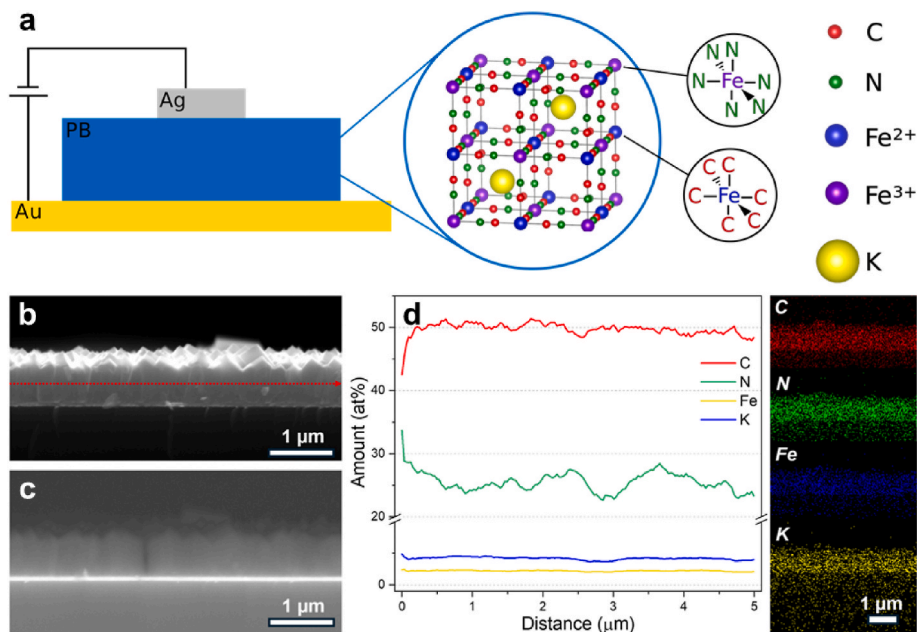 a
Ag
PB
Au
N
N
N
N
Fe
N
N
N
C
C
C
Fe
C
C
C
C
N
Fe²⁺
Fe³⁺
K
b
1 µm
c
1 µm
d
Amount (at%)
50
40
30
20
0
C
N
Fe
K
0
1
2
3
4
5
Distance (µm)
C
N
Fe
K
1 µm